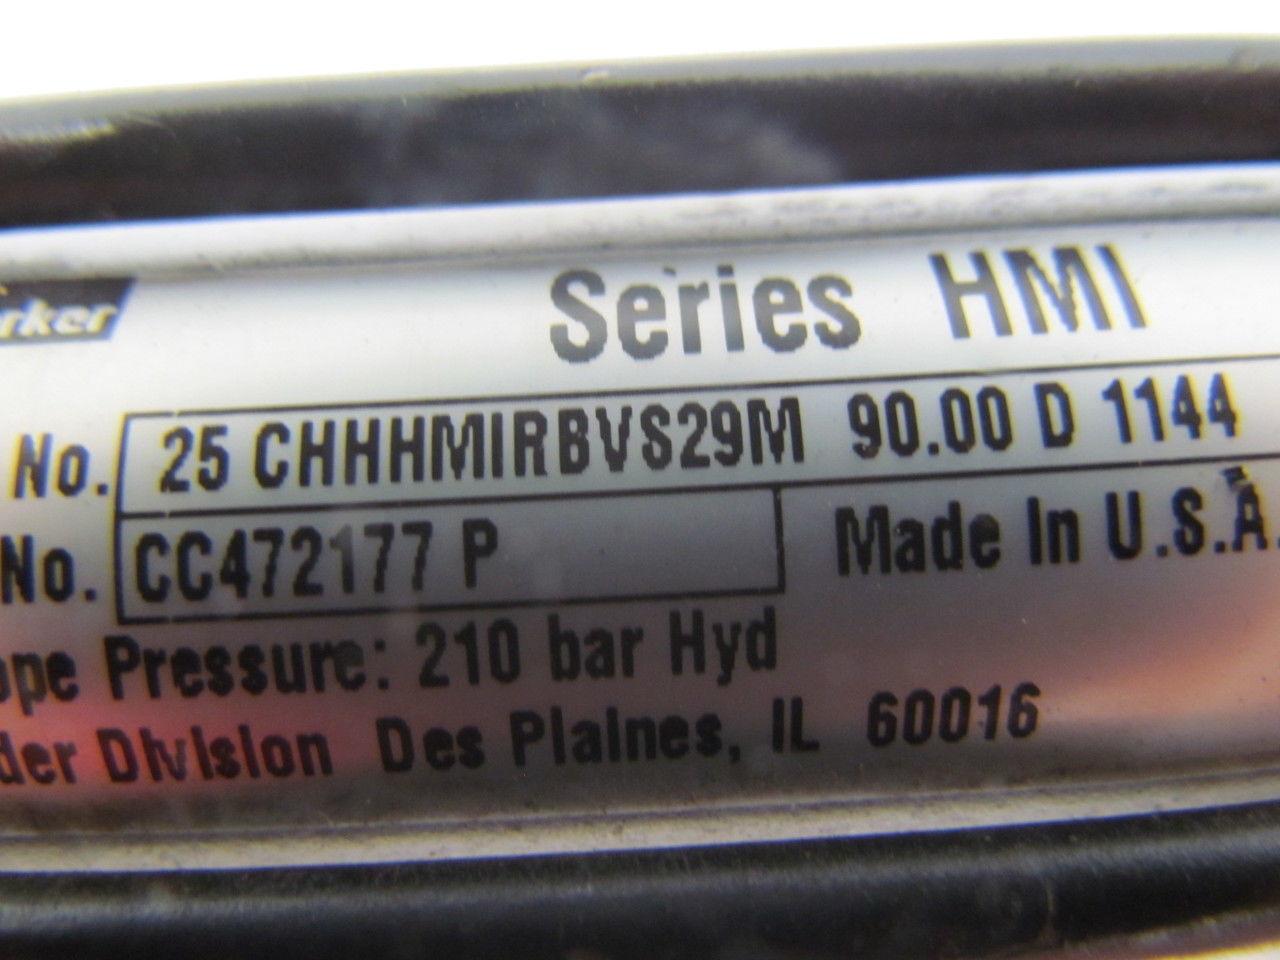 rker Series HMI
No. 25 CHHHMIRBVS29M 90.00 D 1144
No. CC472177 P Made In U.S.A.
ope Pressure: 210 bar Hyd
der Division Des Plaines, IL 60016